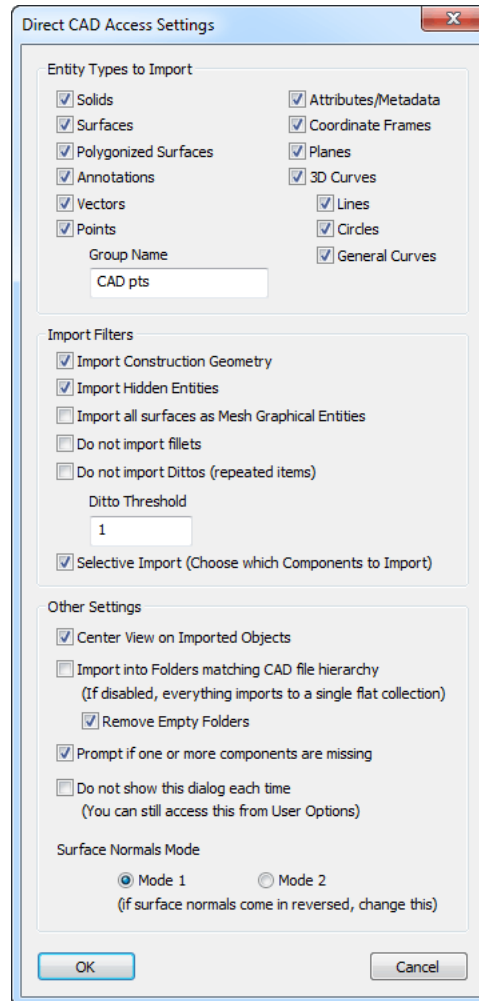 Direct CAD Access Settings
Entity Types to Import
Solids
Attributes/Metadata
Surfaces
Coordinate Frames
Polygonized Surfaces
Planes
Annotations
3D Curves
Vectors
Lines
Points
Circles
Group Name
General Curves
CAD pts
Import Filters
Import Construction Geometry
Import Hidden Entities
Import all surfaces as Mesh Graphical Entities
Do not import fillets
Do not import Dittos (repeated items)
Ditto Threshold
1
Selective Import (Choose which Components to Import)
Other Settings
Center View on Imported Objects
Import into Folders matching CAD file hierarchy
(If disabled, everything imports to a single flat collection)
Remove Empty Folders
Prompt if one or more components are missing
Do not show this dialog each time
(You can still access this from User Options)
Surface Normals Mode
Mode 1
Mode 2
(if surface normals come in reversed, change this)
OK
Cancel